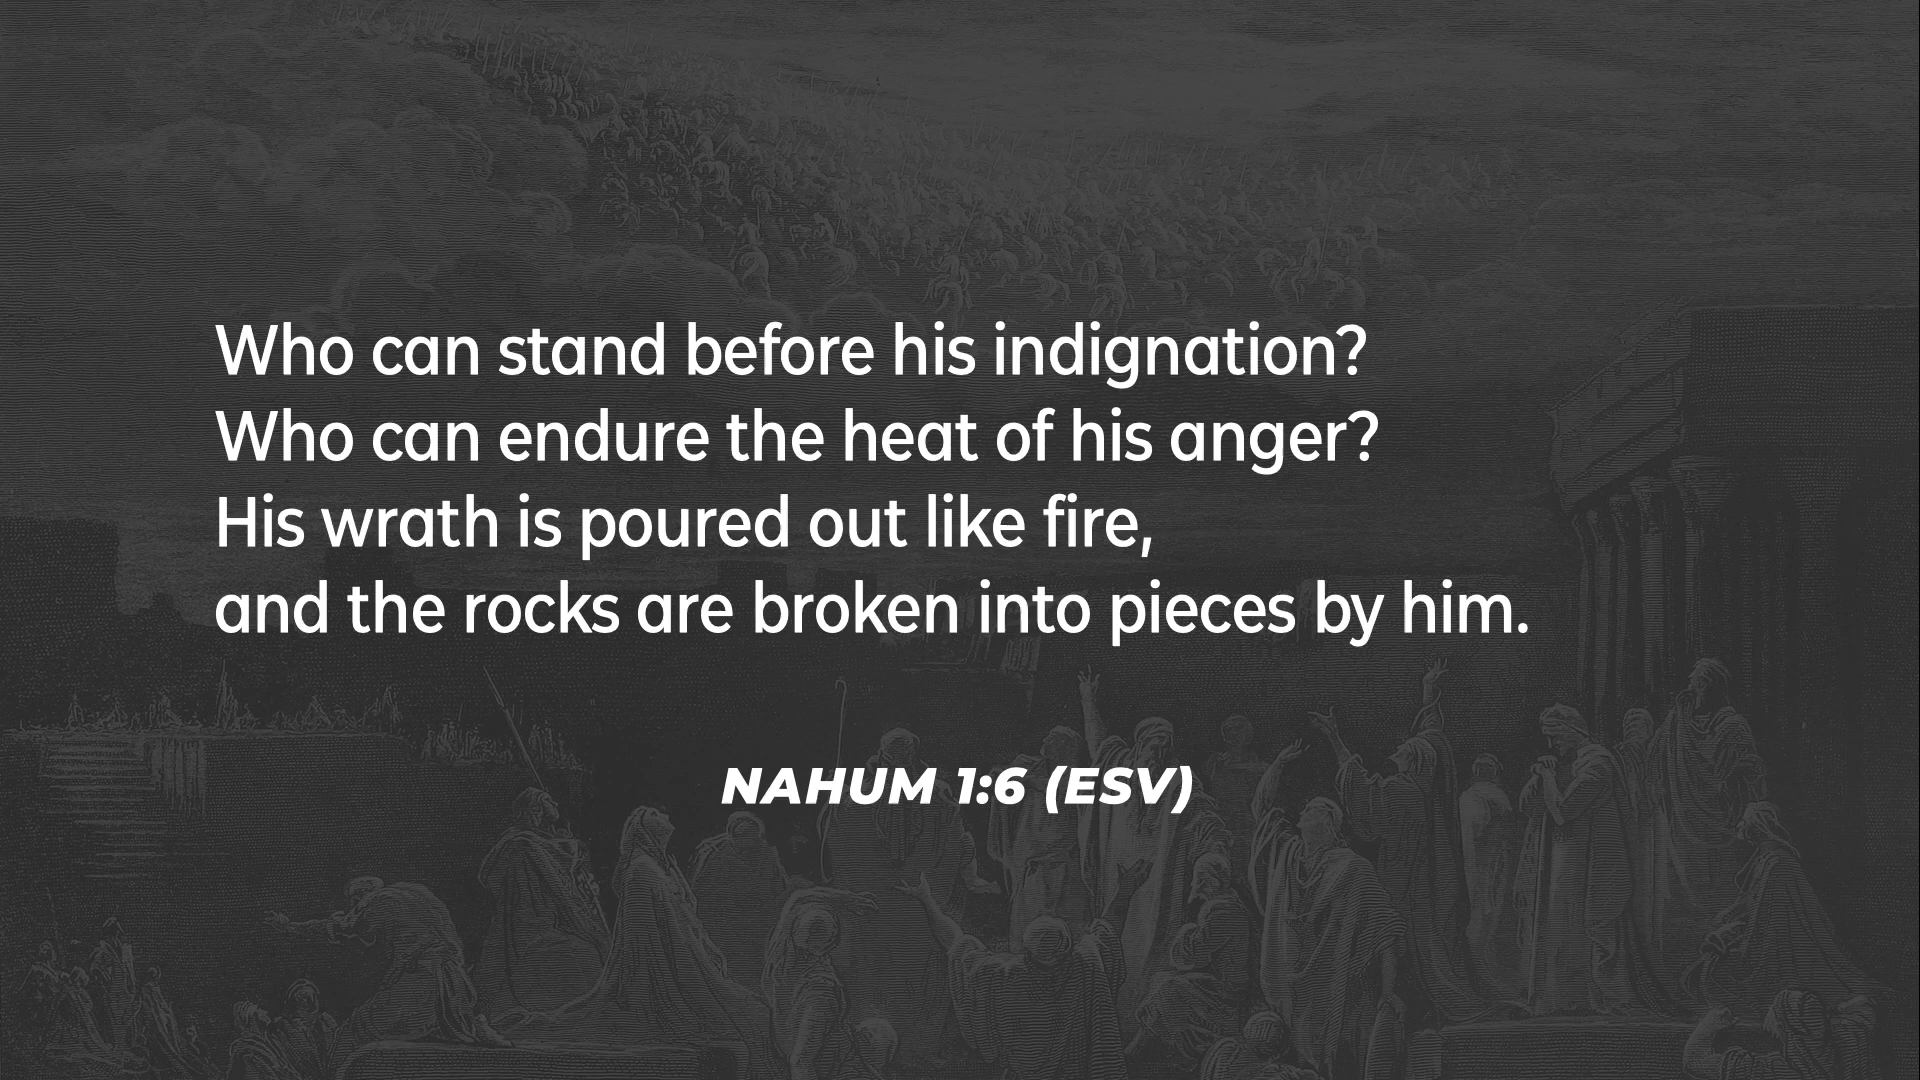 Who can stand before his indignation?
Who can endure the heat of his anger?
His wrath is poured out like fire,
and the rocks are broken into pieces by him.
NAHUM 1:6 (ESV)